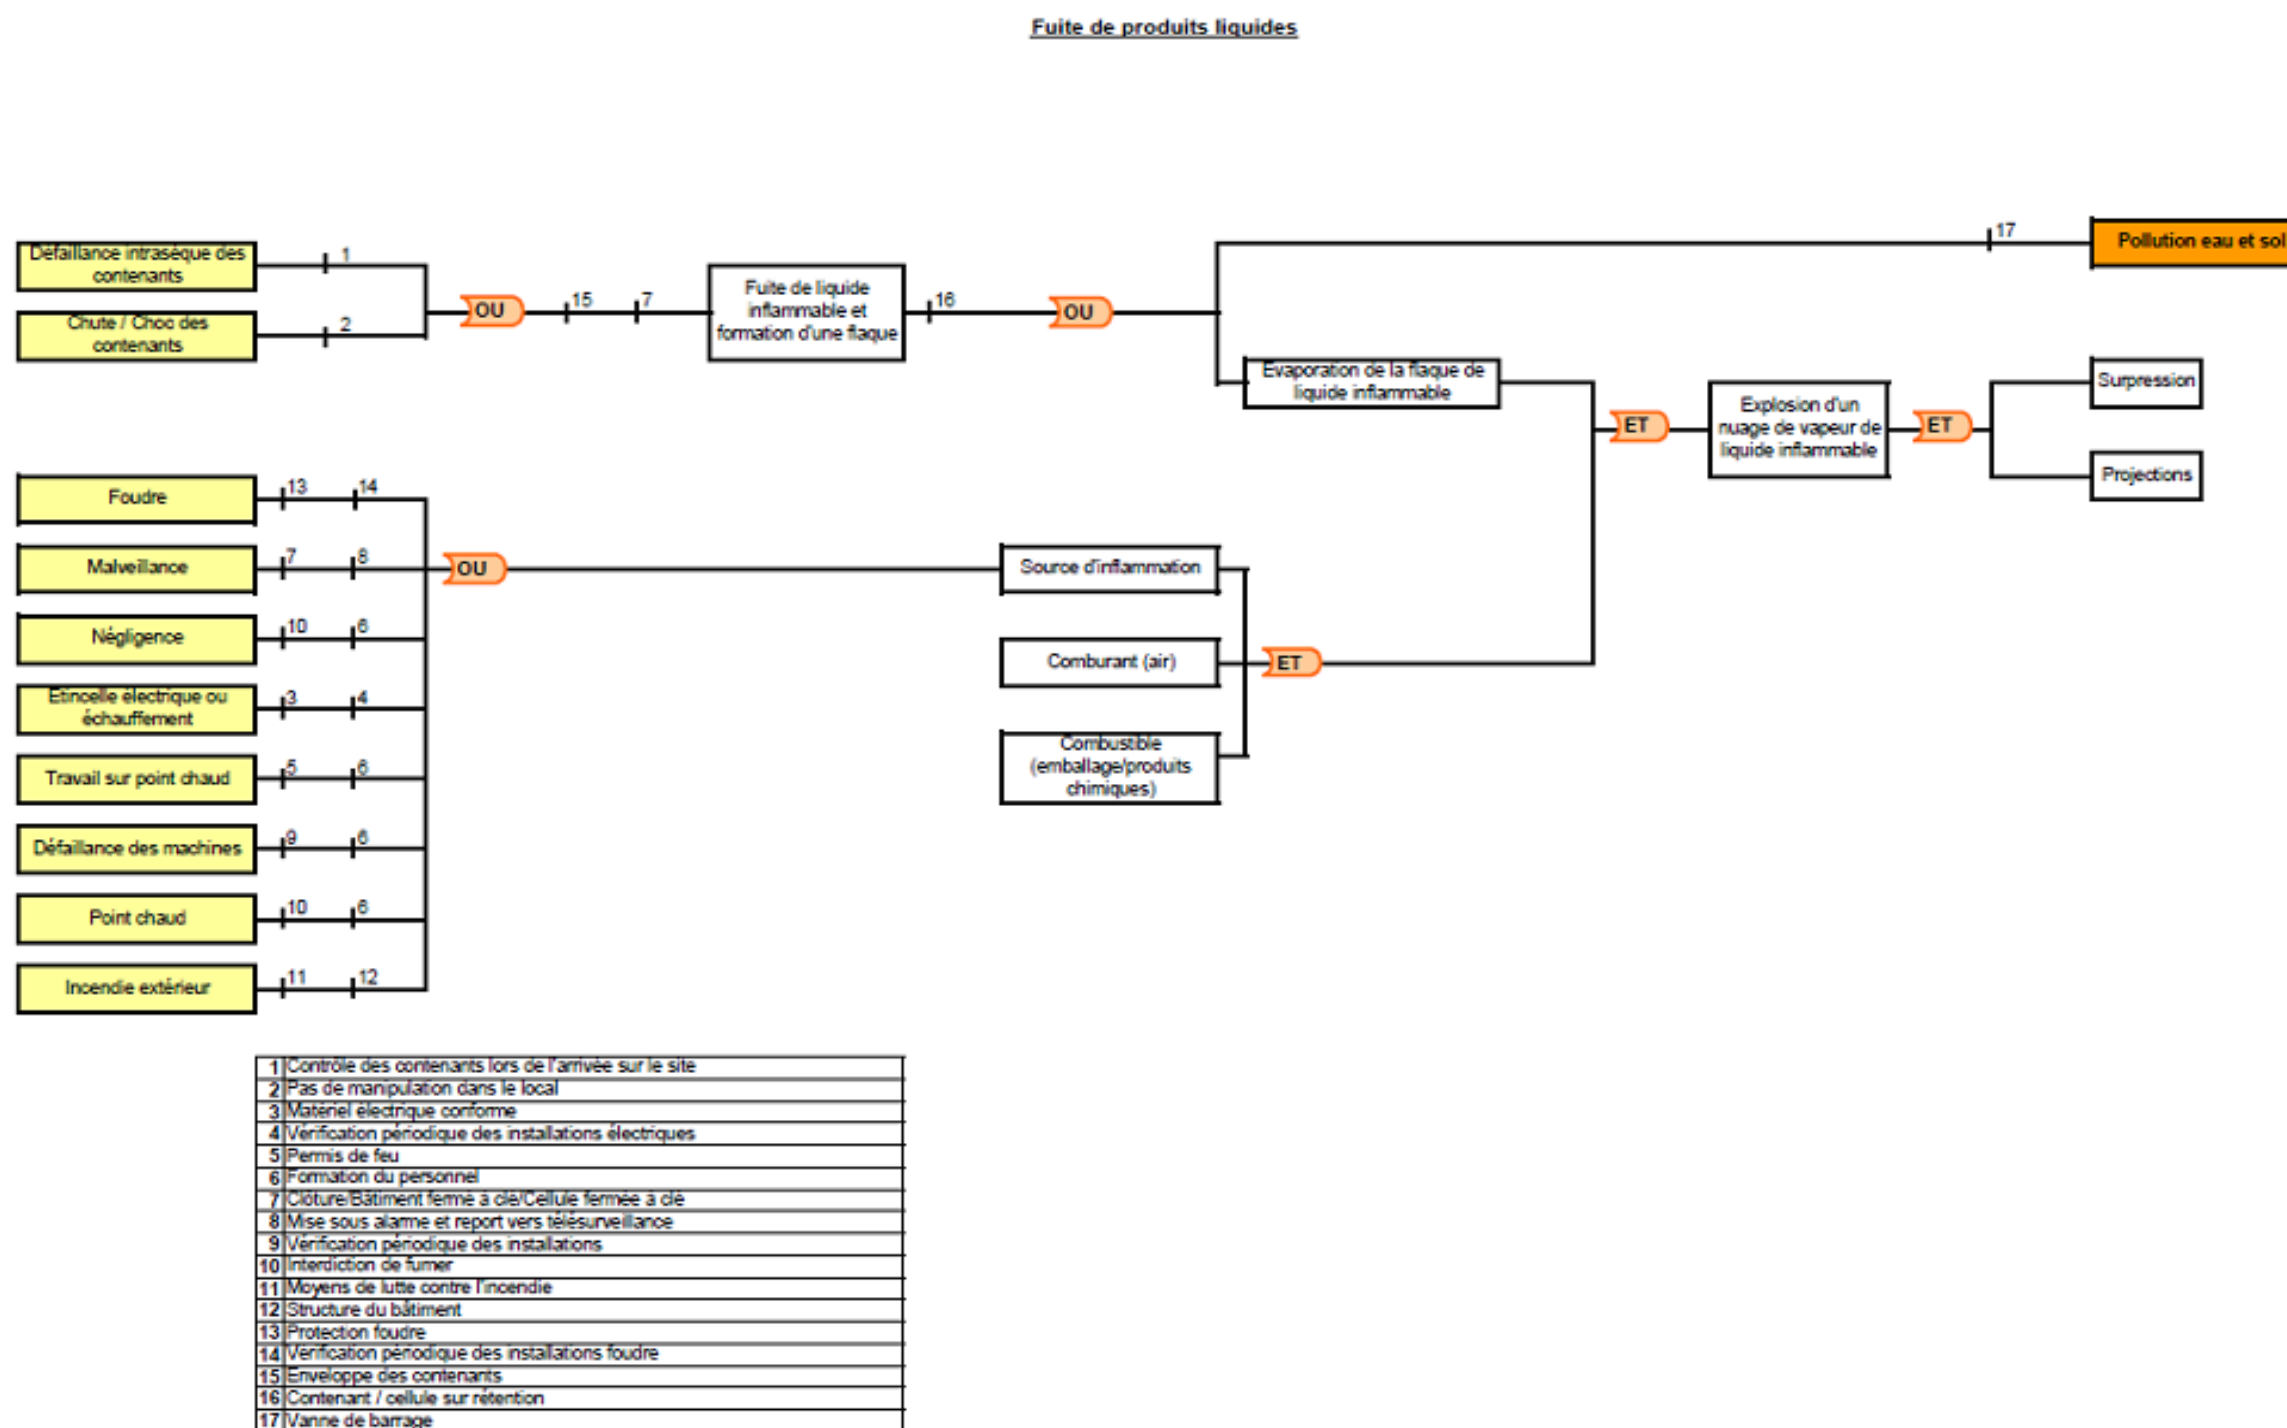 Fuite de produits liquides
17
Pollution eau et sol
Défaillance intrasèque des
contenants
1
Chute / Choc des
contenants
2
OU
15
7
Fuite de liquide
inflammable et
formation d'une flaque
16
OU
Evaporation de la flaque de
liquide inflammable
ET
Explosion d'un
nuage de vapeur de
liquide inflammable
ET
Surpression
Projections
Foudre
13
14
Malveillance
7
8
OU
Source d'inflammation
Négligence
10
6
Comburant (air)
ET
Etincelle électrique ou
échauffement
3
4
Combustible
(emballage/produits
chimiques)
Travail sur point chaud
5
6
Défaillance des machines
9
6
Point chaud
10
6
Incendie extérieur
11
12
1 Contrôle des contenants lors de l'arrivée sur le site
2 Pas de manipulation dans le local
3 Matériel électrique conforme
4 Vérification périodique des installations électriques
5 Permis de feu
6 Formation du personnel
7 Clôture/Bâtiment fermé à clé/Cellule fermée à clé
8 Mise sous alarme et report vers télésurveillance
9 Vérification périodique des installations
10 Interdiction de fumer
11 Moyens de lutte contre l'incendie
12 Structure du bâtiment
13 Protection foudre
14 Vérification périodique des installations foudre
15 Enveloppe des contenants
16 Contenant / cellule sur rétention
17 Vanne de barrage